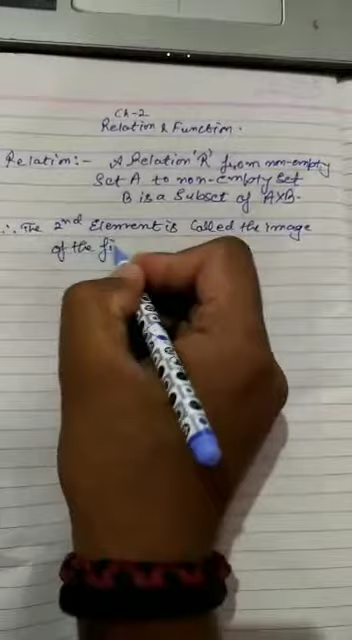 Ch-2
Relation & Function.
Relation:- A Relation 'R' from non-empty
Set A to non-empty Set
B is a Subset of AxB.
∴ The 2nd Element is Called the image
of the fi